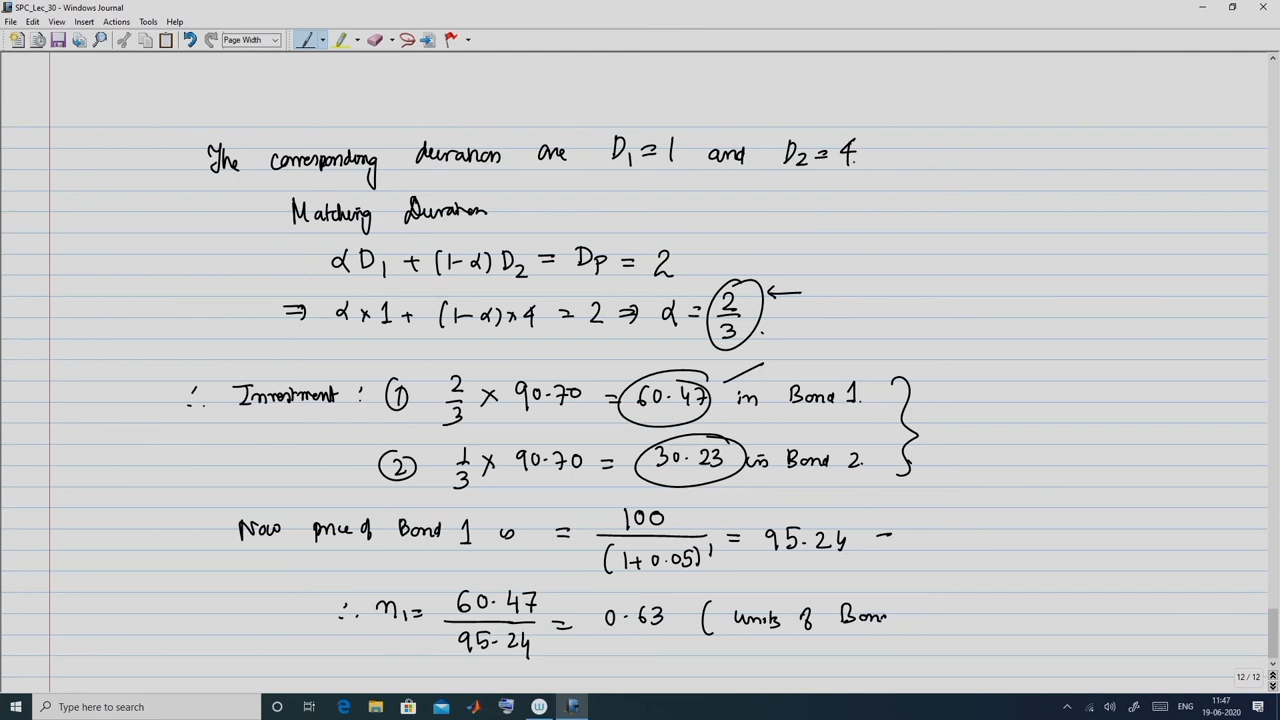 SPC_Lec_30 - Windows Journal
File Edit View Insert Actions Tools Help
Page Width
The corresponding duration are D₁ = 1 and D₂ = 4.
Matching Duration
αD₁ + (1-α)D₂ = Dp = 2
⇒ α × 1 + (1-α) × 4 = 2 ⇒ α = 2/3 ←
∴ Investment : ① 2/3 × 90.70 = 60.47 in Bond 1.
② 1/3 × 90.70 = 30.23 in Bond 2.
Now price of Bond 1 is = 100/(1+0.05)¹ = 95.24 -
∴ n₁ = 60.47/95.24 = 0.63 ( units of Bon
12 / 12
Type here to search
ENG
11:47
19-06-2020